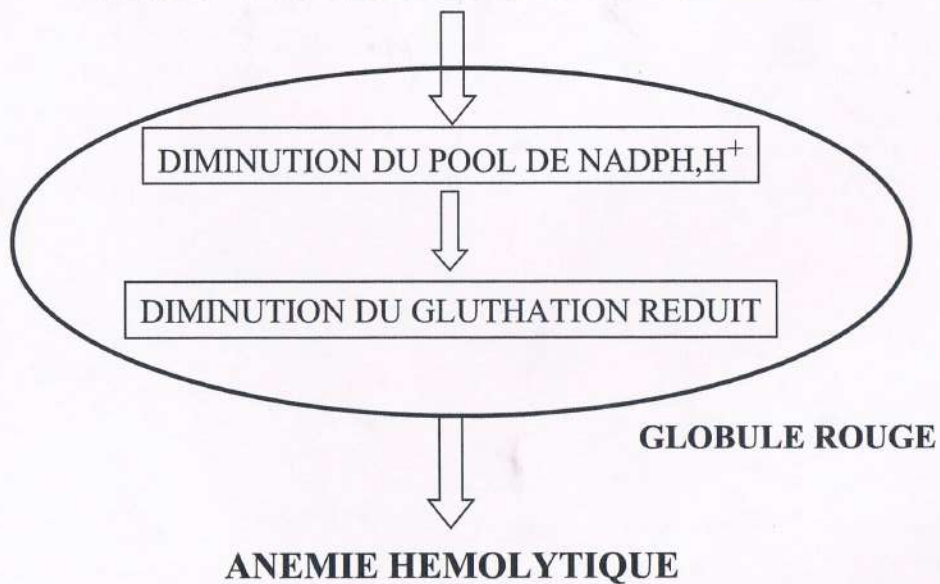 DIMINUTION DU POOL DE NADPH,H⁺
DIMINUTION DU GLUTHATION REDUIT
GLOBULE ROUGE
ANEMIE HEMOLYTIQUE